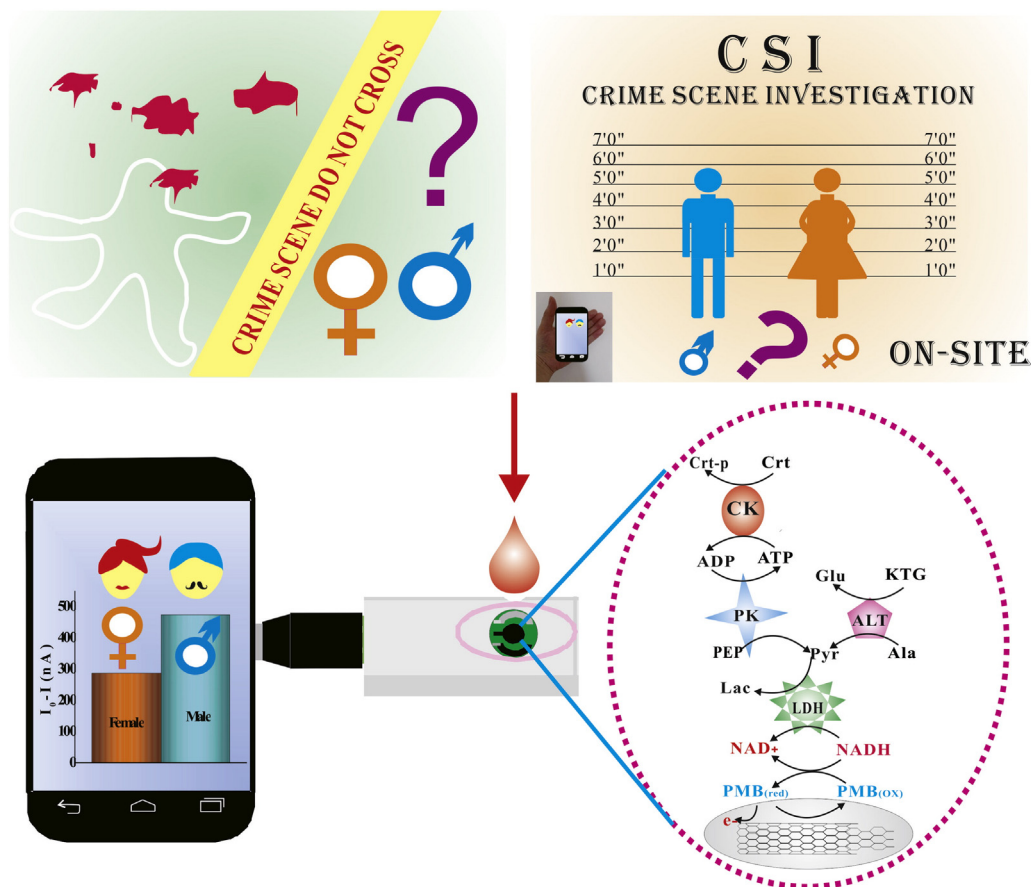 CRIME SCENE DO NOT CROSS
?
CSI
CRIME SCENE INVESTIGATION
7'0" 7'0"
6'0" 6'0"
5'0" 5'0"
4'0" 4'0"
3'0" 3'0"
2'0" 2'0"
1'0" 1'0"
?
ON-SITE
I0-I (nA)
500
400
300
200
100
0
Female
Male
Crt-p
Crt
CK
ADP
ATP
Glu
KTG
PK
ALT
PEP
Pyr
Ala
Lac
LDH
NAD+
NADH
PMB(red)
PMB(OX)
e-